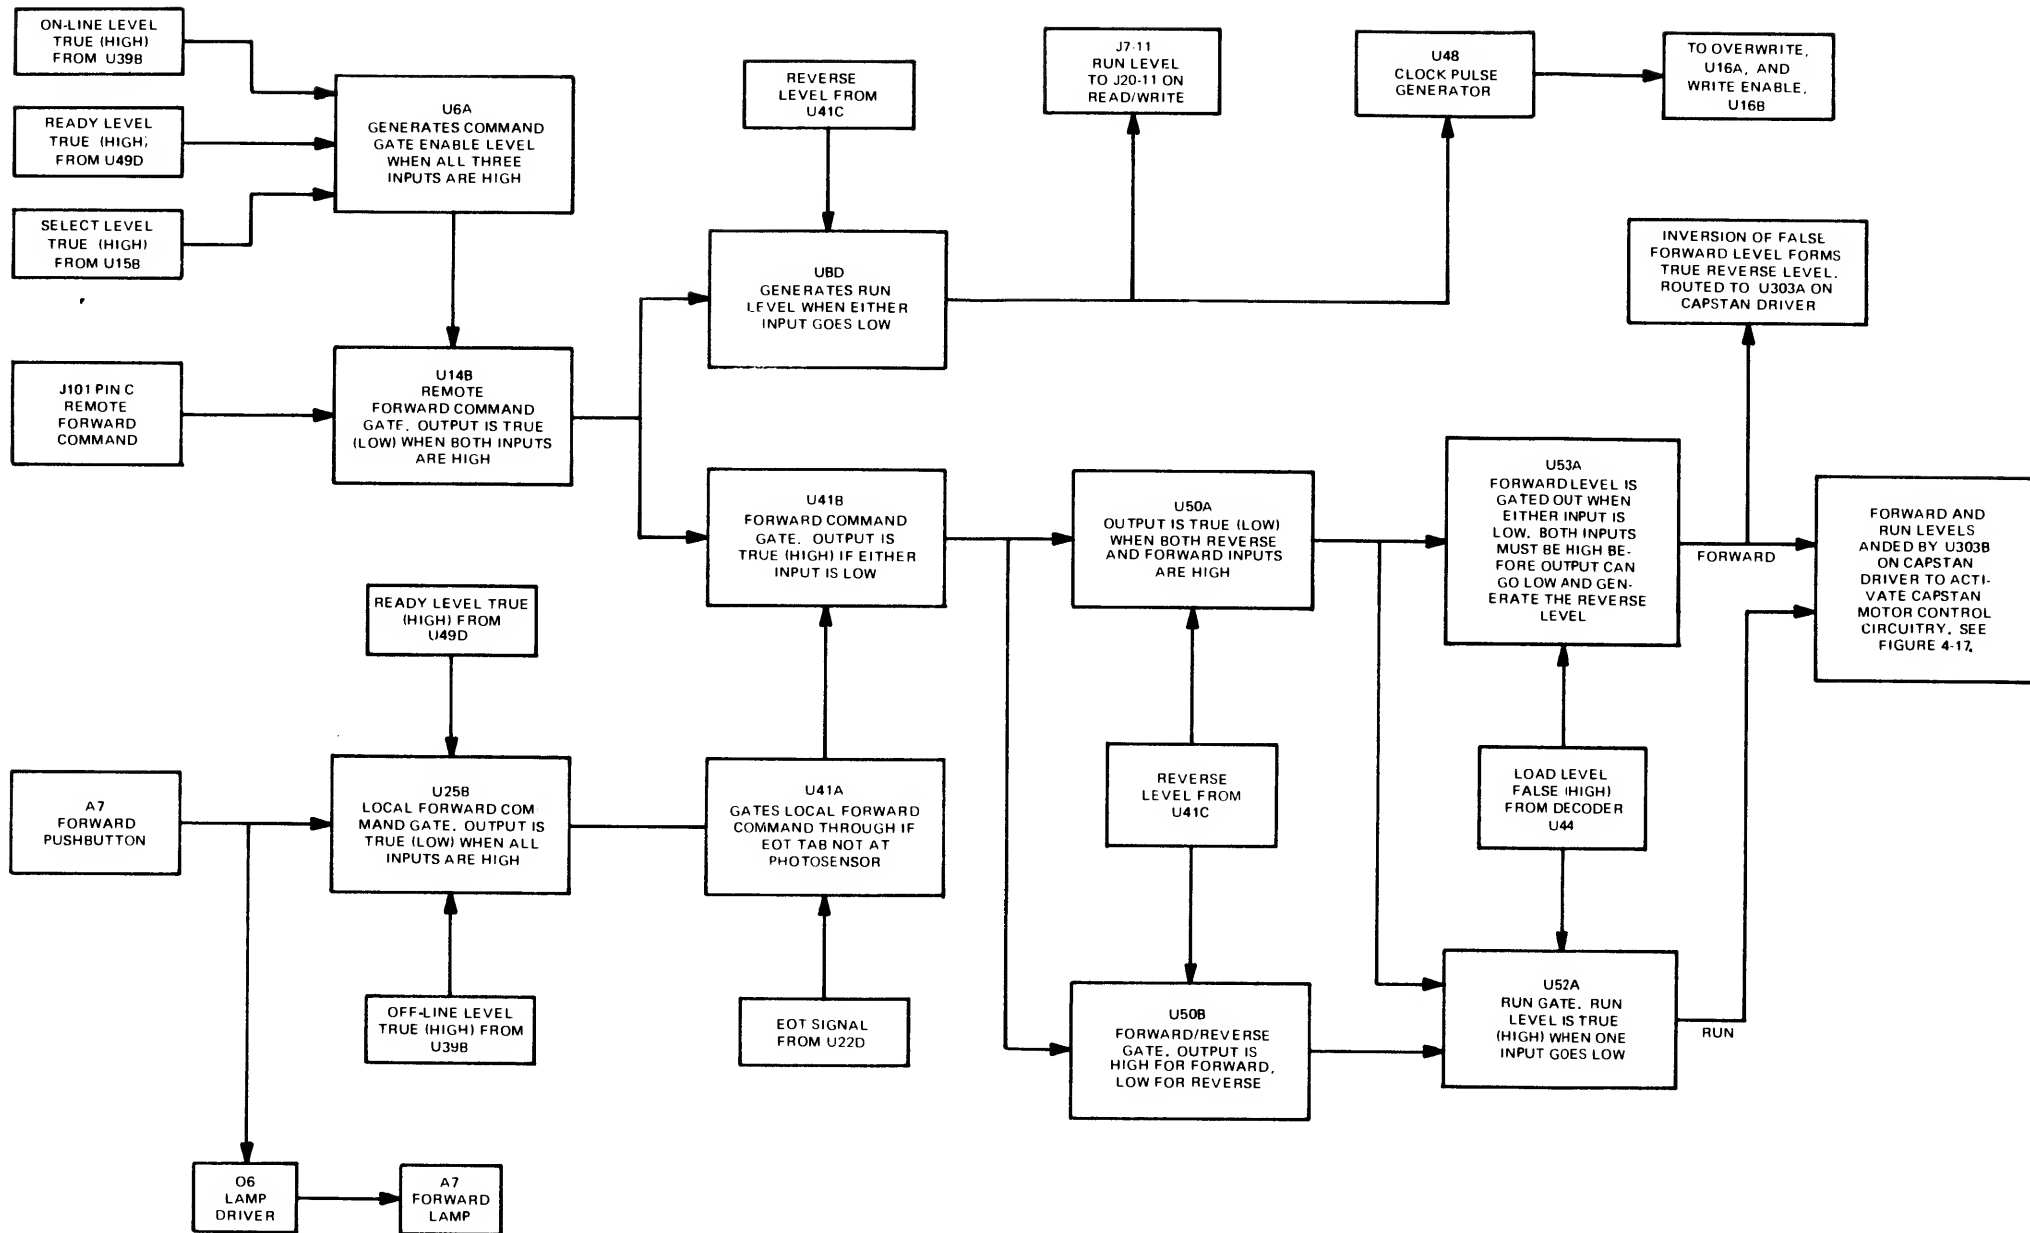 ON-LINE LEVEL
TRUE (HIGH)
FROM U39B
READY LEVEL
TRUE (HIGH;
FROM U49D
SELECT LEVEL
TRUE (HIGH)
FROM U15B
U6A
GENERATES COMMAND
GATE ENABLE LEVEL
WHEN ALL THREE
INPUTS ARE HIGH
REVERSE
LEVEL FROM
U41C
J7-11
RUN LEVEL
TO J20-11 ON
READ/WRITE
U48
CLOCK PULSE
GENERATOR
TO OVERWRITE,
U16A, AND
WRITE ENABLE,
U16B
UBD
GENERATES RUN
LEVEL WHEN EITHER
INPUT GOES LOW
INVERSION OF FALSE
FORWARD LEVEL FORMS
TRUE REVERSE LEVEL.
ROUTED TO U303A ON
CAPSTAN DRIVER
J101 PIN C
REMOTE
FORWARD
COMMAND
U14B
REMOTE
FORWARD COMMAND
GATE. OUTPUT IS TRUE
(LOW) WHEN BOTH INPUTS
ARE HIGH
U41B
FORWARD COMMAND
GATE. OUTPUT IS
TRUE (HIGH) IF EITHER
INPUT IS LOW
U50A
OUTPUT IS TRUE (LOW)
WHEN BOTH REVERSE
AND FORWARD INPUTS
ARE HIGH
U53A
FORWARD LEVEL IS
GATED OUT WHEN
EITHER INPUT IS
LOW. BOTH INPUTS
MUST BE HIGH BE-
FORE OUTPUT CAN
GO LOW AND GEN-
ERATE THE REVERSE
LEVEL
FORWARD
FORWARD AND
RUN LEVELS
ANDED BY U303B
ON CAPSTAN
DRIVER TO ACTI-
VATE CAPSTAN
MOTOR CONTROL
CIRCUITRY. SEE
FIGURE 4-17.
READY LEVEL TRUE
(HIGH) FROM
U49D
A7
FORWARD
PUSHBUTTON
U25B
LOCAL FORWARD COM
MAND GATE. OUTPUT IS
TRUE (LOW) WHEN ALL
INPUTS ARE HIGH
U41A
GATES LOCAL FORWARD
COMMAND THROUGH IF
EOT TAB NOT AT
PHOTOSENSOR
REVERSE
LEVEL FROM
U41C
LOAD LEVEL
FALSE (HIGH)
FROM DECODER
U44
OFF-LINE LEVEL
TRUE (HIGH) FROM
U39B
EOT SIGNAL
FROM U22D
U50B
FORWARD/REVERSE
GATE. OUTPUT IS
HIGH FOR FORWARD,
LOW FOR REVERSE
U52A
RUN GATE. RUN
LEVEL IS TRUE
(HIGH) WHEN ONE
INPUT GOES LOW
RUN
O6
LAMP
DRIVER
A7
FORWARD
LAMP